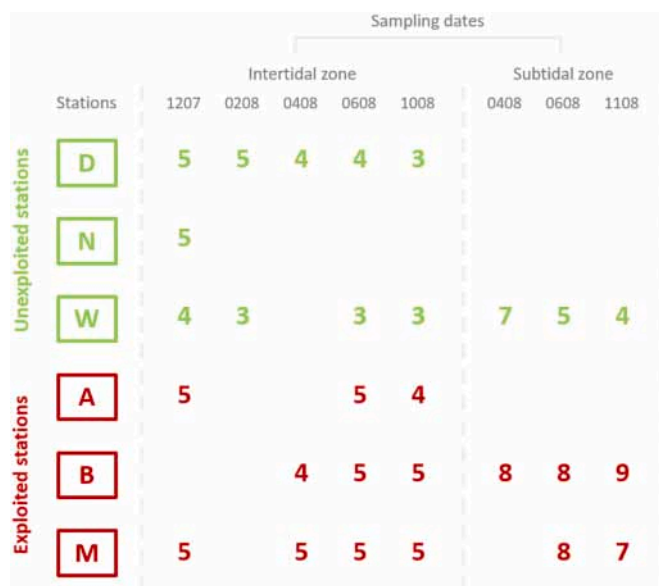 Sampling dates
Intertidal zone Subtidal zone
Stations 1207 0208 0408 0608 1008 0408 0608 1108
Unexploited stations
D 5 5 4 4 3
N 5
W 4 3 3 3 7 5 4
Exploited stations
A 5 5 4
B 4 5 5 8 8 9
M 5 5 5 5 8 7